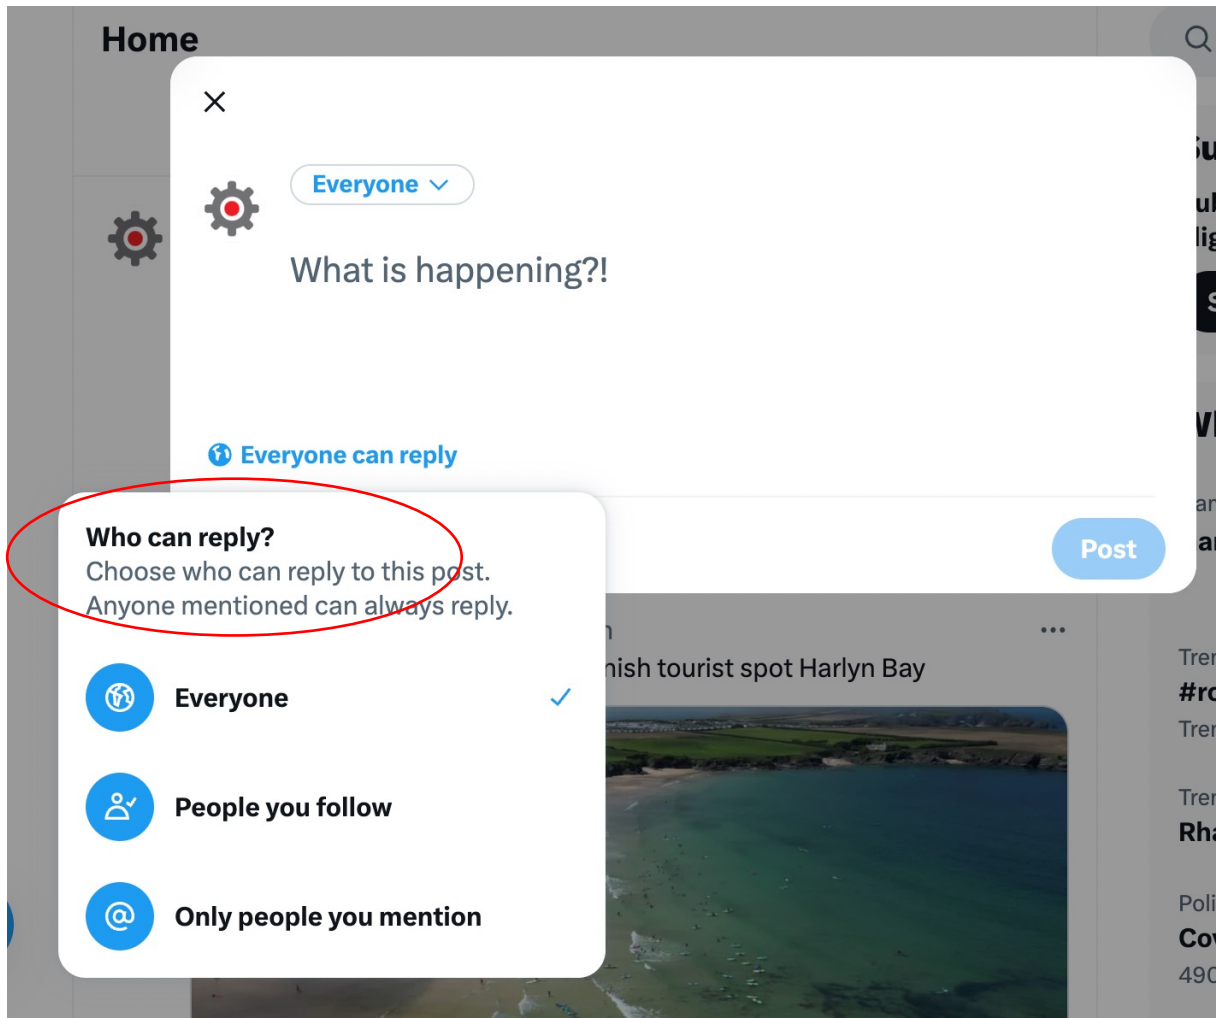 Home
Everyone
What is happening?!
Everyone can reply
Who can reply?
Choose who can reply to this post.
Anyone mentioned can always reply.
Everyone
People you follow
Only people you mention
Post
tourist spot Harlyn Bay